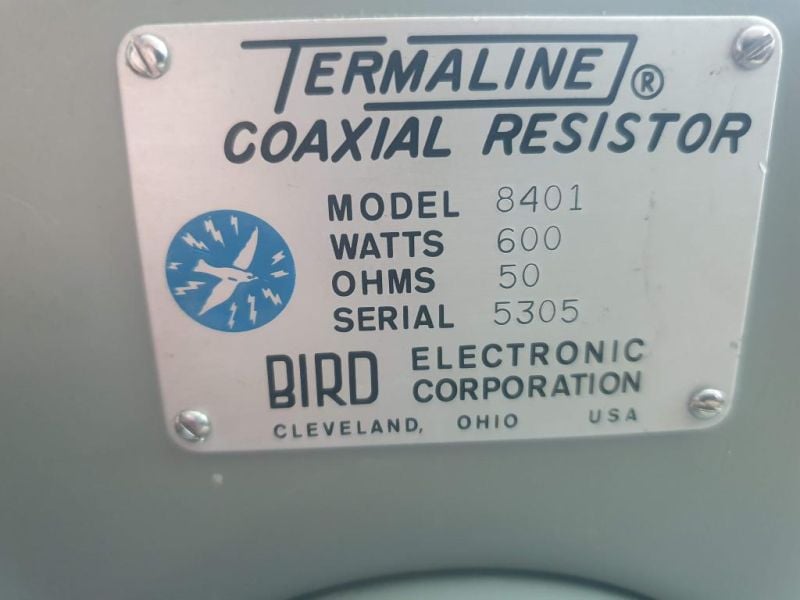 TERMALINE®
COAXIAL RESISTOR
MODEL 8401
WATTS 600
OHMS 50
SERIAL 5305
BIRD ELECTRONIC
CORPORATION
CLEVELAND, OHIO USA